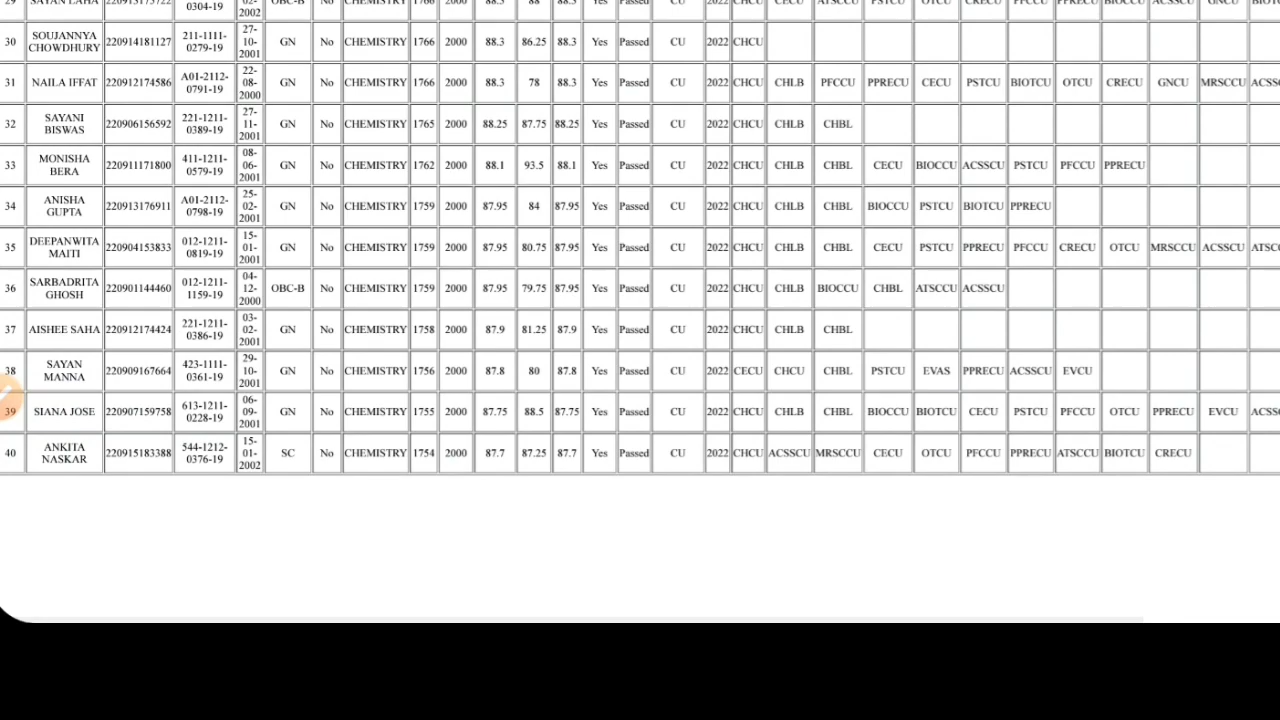 29 SAYAN LAHA 220913175722 0304-19 02-2002 OBC-B No CHEMISTRY 1766 2000 88.3 88 88.3 Yes Passed CU 2022 CHCU CECU ATSCCU PSTCU OTCU CRECU PFCCU PPRECU BIOCCU ACSSCU GNCU
30 SOUJANNYA CHOWDHURY 220914181127 211-1111-0279-19 27-10-2001 GN No CHEMISTRY 1766 2000 88.3 86.25 88.3 Yes Passed CU 2022 CHCU
31 NAILA IFFAT 220912174586 A01-2112-0791-19 22-08-2000 GN No CHEMISTRY 1766 2000 88.3 78 88.3 Yes Passed CU 2022 CHCU CHLB PFCCU PPRECU CECU PSTCU BIOTCU OTCU CRECU GNCU MRSCCU ACSS
32 SAYANI BISWAS 220906156592 221-1211-0389-19 27-11-2001 GN No CHEMISTRY 1765 2000 88.25 87.75 88.25 Yes Passed CU 2022 CHCU CHLB CHBL
33 MONISHA BERA 220911171800 411-1211-0579-19 08-06-2001 GN No CHEMISTRY 1762 2000 88.1 93.5 88.1 Yes Passed CU 2022 CHCU CHLB CHBL CECU BIOCCU ACSSCU PSTCU PFCCU PPRECU
34 ANISHA GUPTA 220913176911 A01-2112-0798-19 25-02-2001 GN No CHEMISTRY 1759 2000 87.95 84 87.95 Yes Passed CU 2022 CHCU CHLB CHBL BIOCCU PSTCU BIOTCU PPRECU
35 DEEPANWITA MAITI 220904153833 012-1211-0819-19 15-01-2001 GN No CHEMISTRY 1759 2000 87.95 80.75 87.95 Yes Passed CU 2022 CHCU CHLB CHBL CECU PSTCU PPRECU PFCCU CRECU OTCU MRSCCU ACSSCU ATSC
36 SARBADRITA GHOSH 220901144460 012-1211-1159-19 04-12-2000 OBC-B No CHEMISTRY 1759 2000 87.95 79.75 87.95 Yes Passed CU 2022 CHCU CHLB BIOCCU CHBL ATSCCU ACSSCU
37 AISHEE SAHA 220912174424 221-1211-0386-19 03-02-2001 GN No CHEMISTRY 1758 2000 87.9 81.25 87.9 Yes Passed CU 2022 CHCU CHLB CHBL
38 SAYAN MANNA 220909167664 423-1111-0361-19 29-10-2001 GN No CHEMISTRY 1756 2000 87.8 80 87.8 Yes Passed CU 2022 CECU CHCU CHBL PSTCU EVAS PPRECU ACSSCU EVCU
39 SIANA JOSE 220907159758 613-1211-0228-19 06-09-2001 GN No CHEMISTRY 1755 2000 87.75 88.5 87.75 Yes Passed CU 2022 CHCU CHLB CHBL BIOCCU BIOTCU CECU PSTCU PFCCU OTCU PPRECU EVCU ACSS
40 ANKITA NASKAR 220915183388 544-1212-0376-19 15-01-2002 SC No CHEMISTRY 1754 2000 87.7 87.25 87.7 Yes Passed CU 2022 CHCU ACSSCU MRSCCU CECU OTCU PFCCU PPRECU ATSCCU BIOTCU CRECU